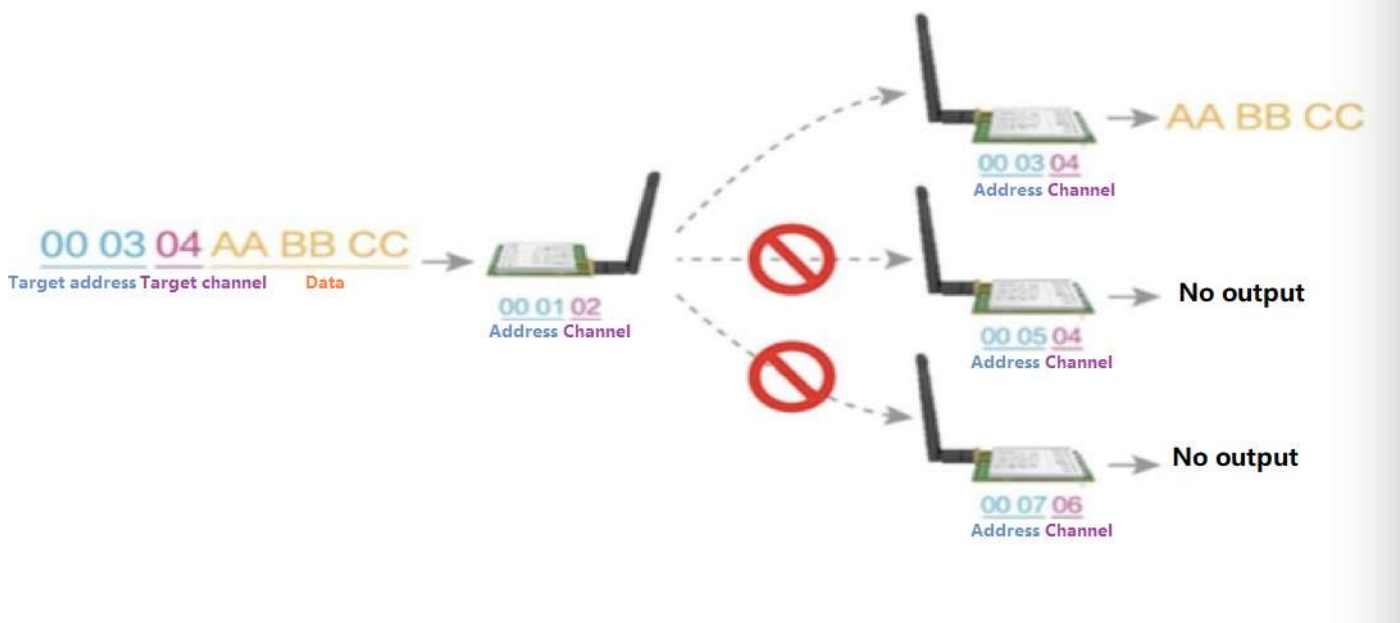 00 03 04 AA BB CC
Target address Target channel Data
00 01 02
Address Channel
AA BB CC
00 03 04
Address Channel
No output
00 05 04
Address Channel
No output
00 07 06
Address Channel